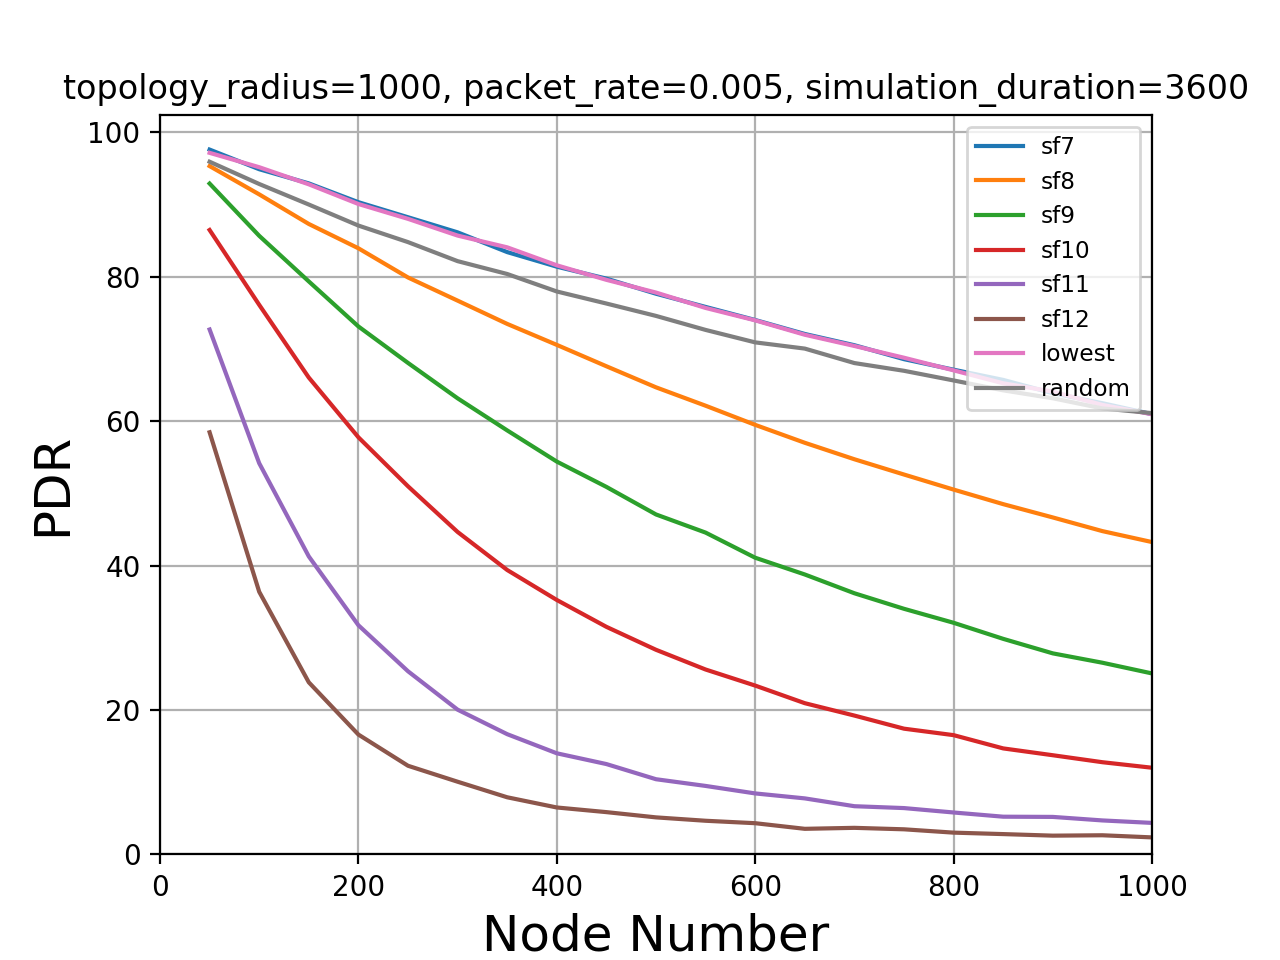 topology_radius=1000, packet_rate=0.005, simulation_duration=3600
100
80
60
40
20
0
PDR
sf7
sf8
sf9
sf10
sf11
sf12
lowest
random
0 200 400 600 800 1000
Node Number